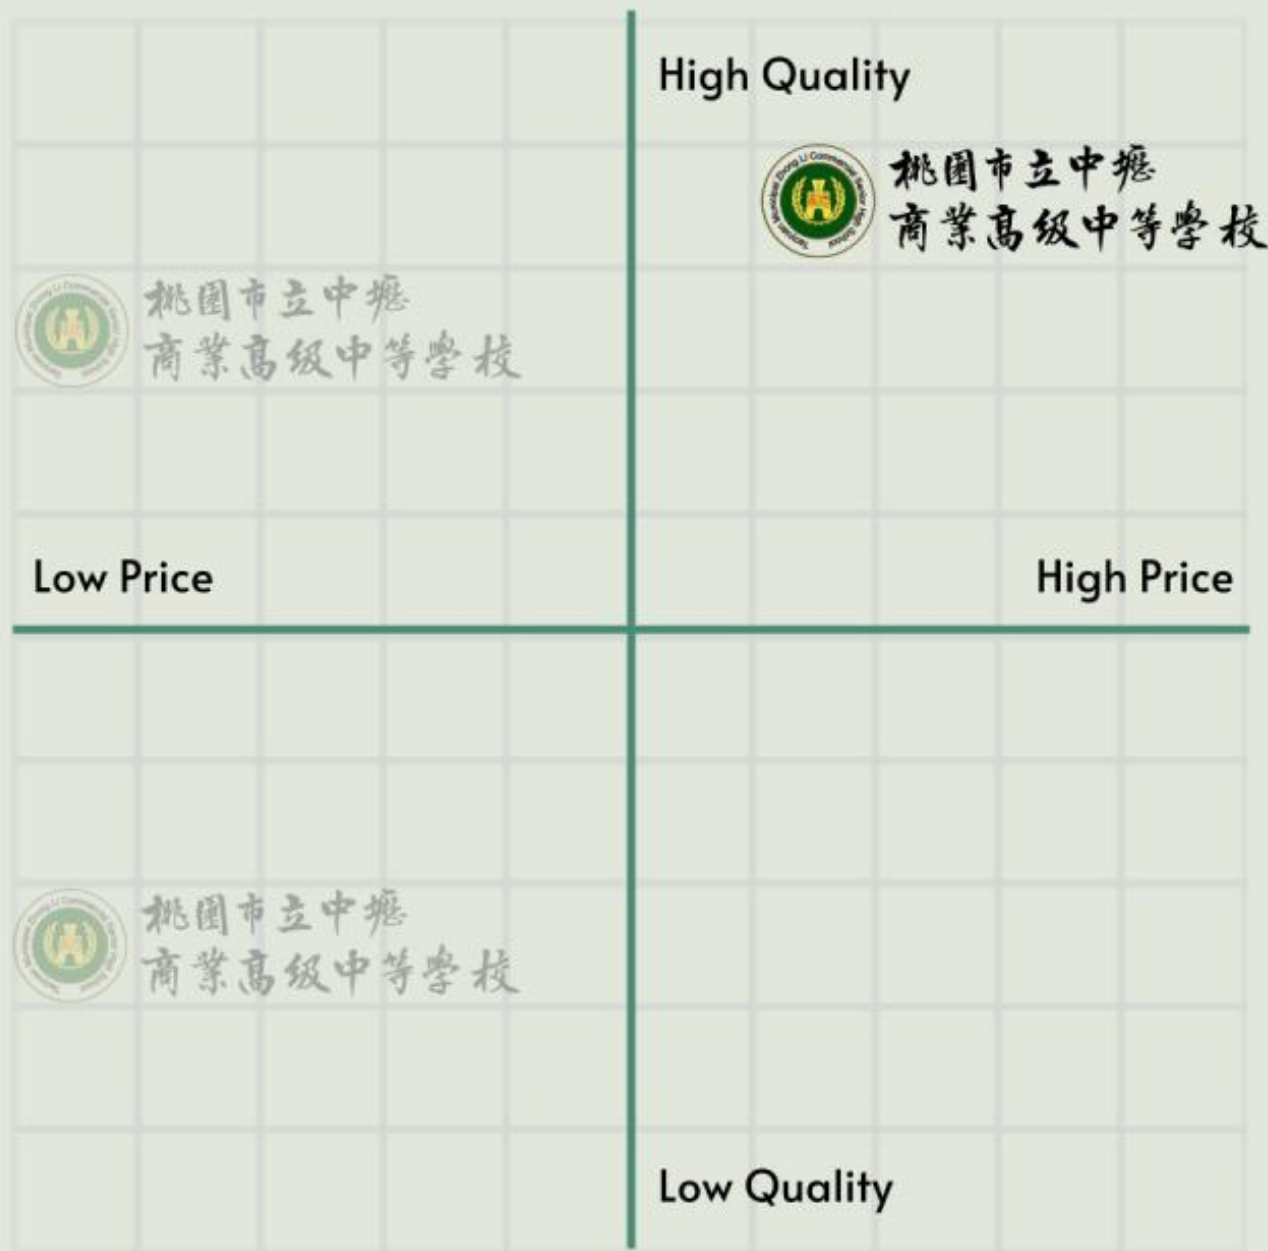 High Quality
桃園市立中壢
商業高級中等學校
桃園市立中壢
商業高級中等學校
Low Price
High Price
桃園市立中壢
商業高級中等學校
Low Quality